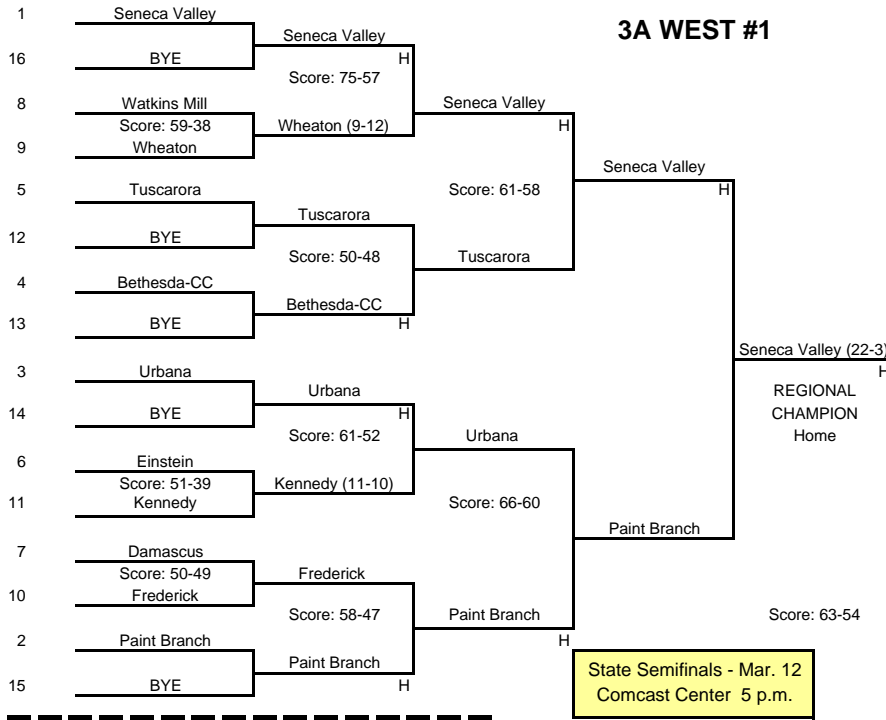 3A WEST #1
1 Seneca Valley
Seneca Valley
16 BYE
H
Score: 75-57
8 Watkins Mill
Seneca Valley
Score: 59-38
Wheaton (9-12)
H
9 Wheaton
Seneca Valley
5 Tuscarora
Score: 61-58
H
Tuscarora
12 BYE
Score: 50-48
Tuscarora
4 Bethesda-CC
Bethesda-CC
13 BYE
H
Seneca Valley (22-3)
3 Urbana
H
Urbana
REGIONAL
14 BYE
H
CHAMPION
Score: 61-52
Urbana
Home
6 Einstein
Score: 51-39
Kennedy (11-10)
11 Kennedy
Score: 66-60
Paint Branch
7 Damascus
Score: 50-49
Frederick
10 Frederick
Score: 58-47
Paint Branch
Score: 63-54
2 Paint Branch
H
Paint Branch
15 BYE
H
State Semifinals - Mar. 12
Comcast Center 5 p.m.